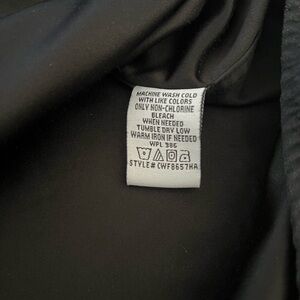 MACHINE WASH COLD
WITH LIKE COLORS
ONLY NON-CHLORINE
BLEACH
WHEN NEEDED
TUMBLE DRY LOW
WARM IRON IF NEEDED
WPL 386
STYLE# CWF8657HA